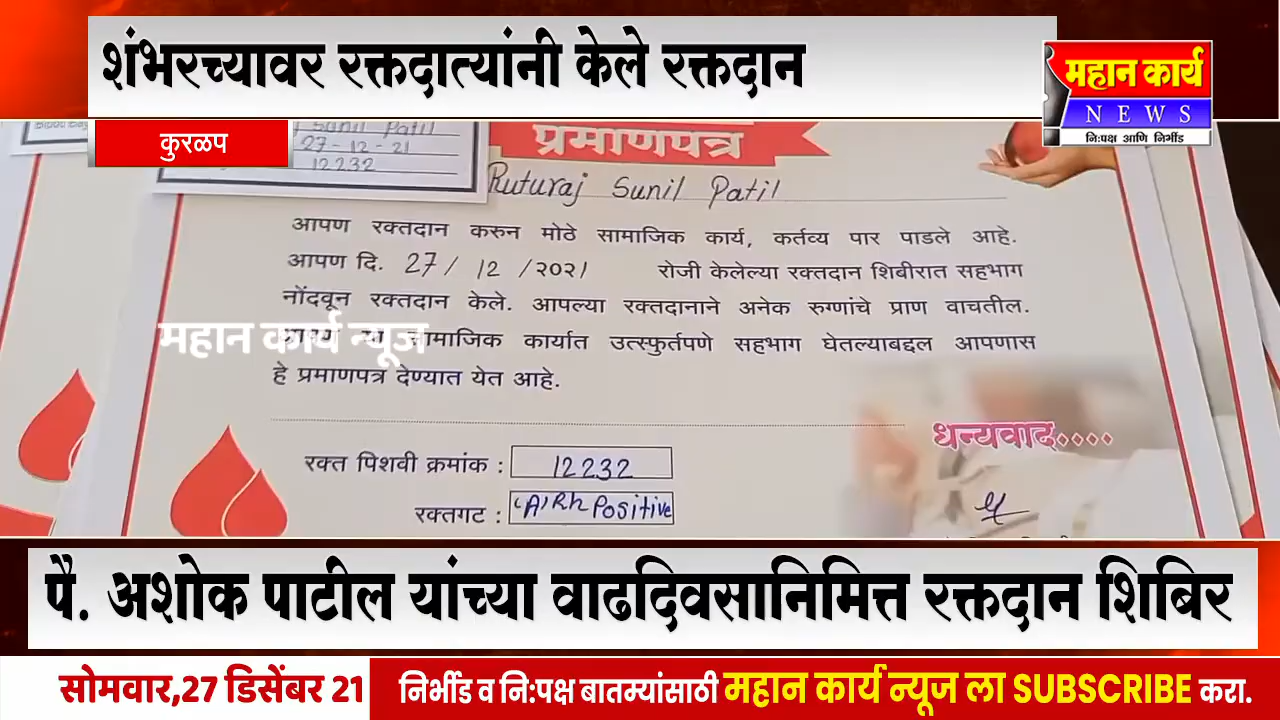 शंभरच्यावर रक्तदात्यांनी केले रक्तदान
महान कार्य
NEWS
निःपक्ष आणि निर्भीड
कुरळप
Sunil Patil
27-12-21
12232
प्रमाणपत्र
Ruturaj Sunil Patil
आपण रक्तदान करुन मोठे सामाजिक कार्य, कर्तव्य पार पाडले आहे.
आपण दि. 27/12/२०२१ रोजी केलेल्या रक्तदान शिबीरात सहभाग
नोंदवून रक्तदान केले. आपल्या रक्तदानाने अनेक रुग्णांचे प्राण वाचतील.
महान कार्य न्यूज
सामाजिक कार्यात उत्स्फुर्तपणे सहभाग घेतल्याबद्दल आपणास
हे प्रमाणपत्र देण्यात येत आहे.
धन्यवाद....
रक्त पिशवी क्रमांक : 12232
रक्तगट : 'A' Rh Positive
पै. अशोक पाटील यांच्या वाढदिवसानिमित्त रक्तदान शिबिर
सोमवार,27 डिसेंबर 21
निर्भीड व नि:पक्ष बातम्यांसाठी महान कार्य न्यूज ला SUBSCRIBE करा.